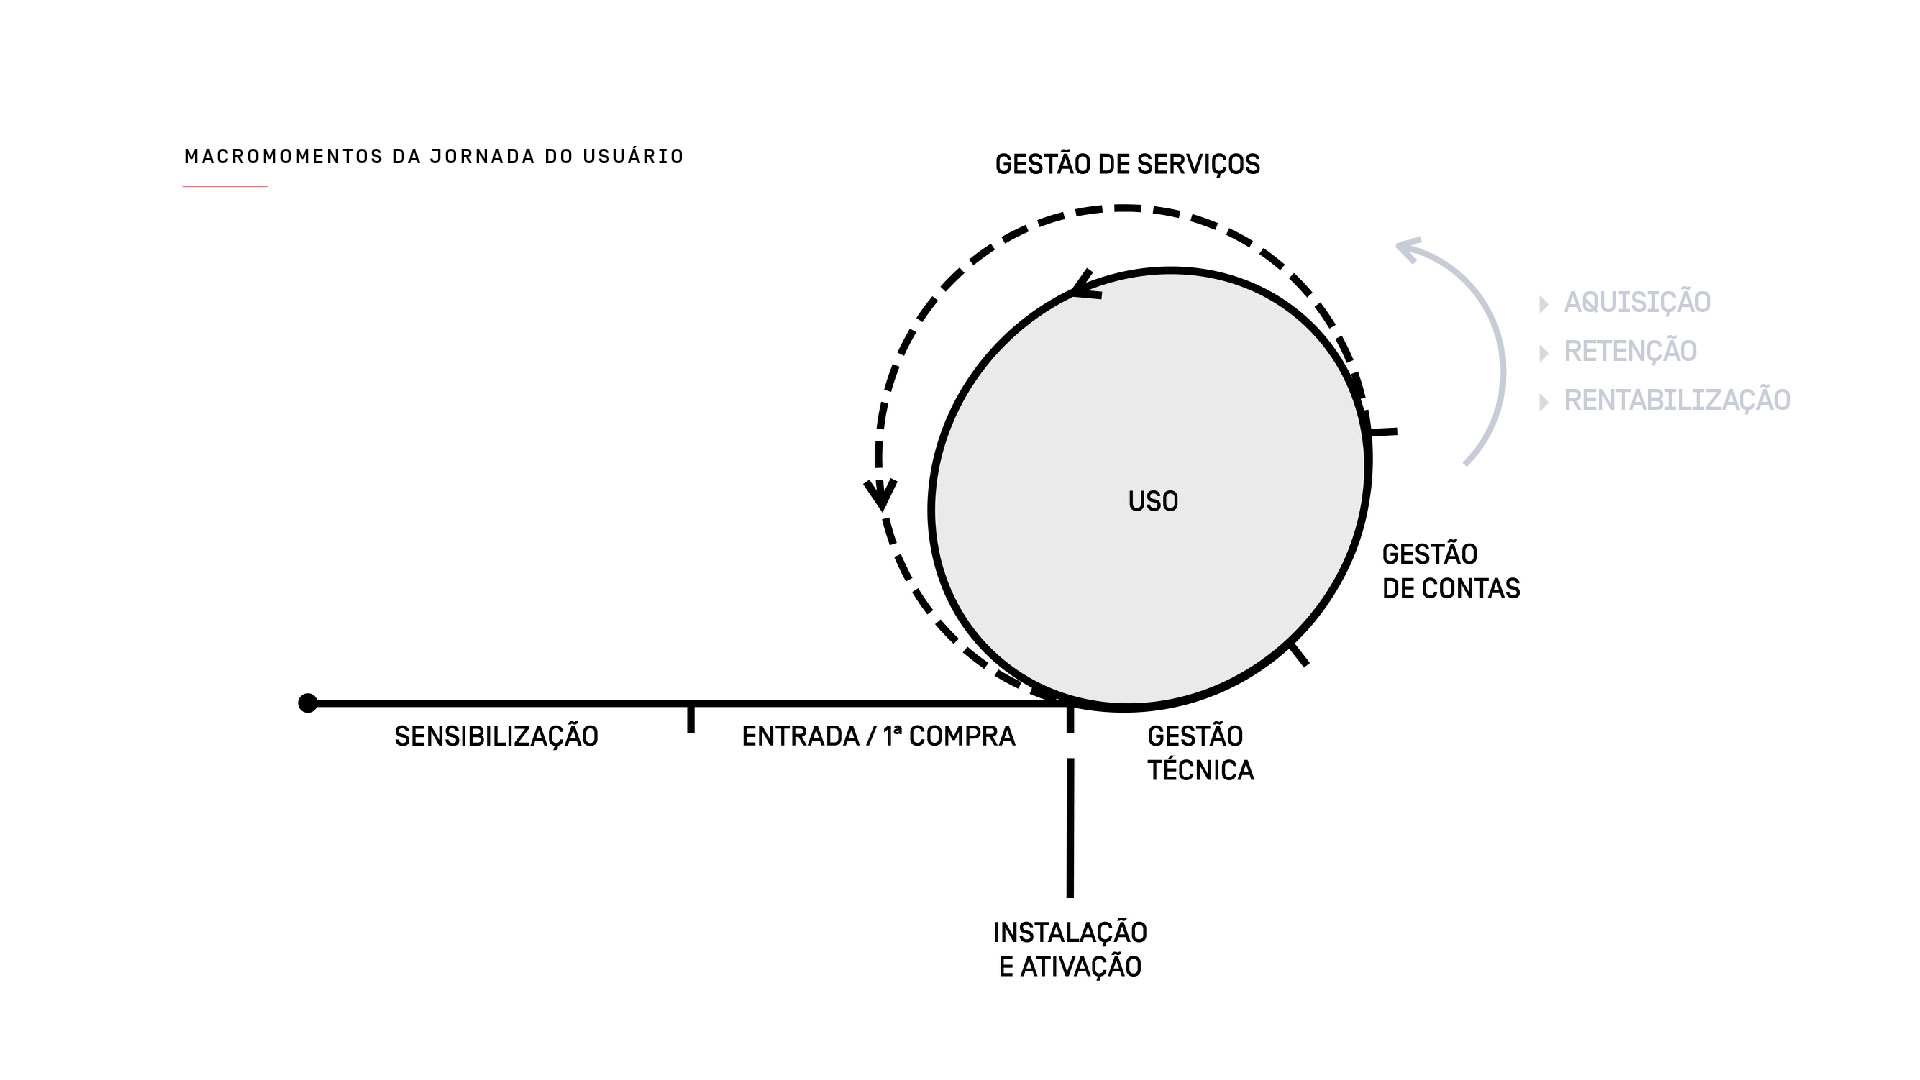 MACROMOMENTOS DA JORNADA DO USUÁRIO
GESTÃO DE SERVIÇOS
AQUISIÇÃO
RETENÇÃO
RENTABILIZAÇÃO
USO
GESTÃO
DE CONTAS
SENSIBILIZAÇÃO
ENTRADA / 1ª COMPRA
GESTÃO
TÉCNICA
INSTALAÇÃO
E ATIVAÇÃO